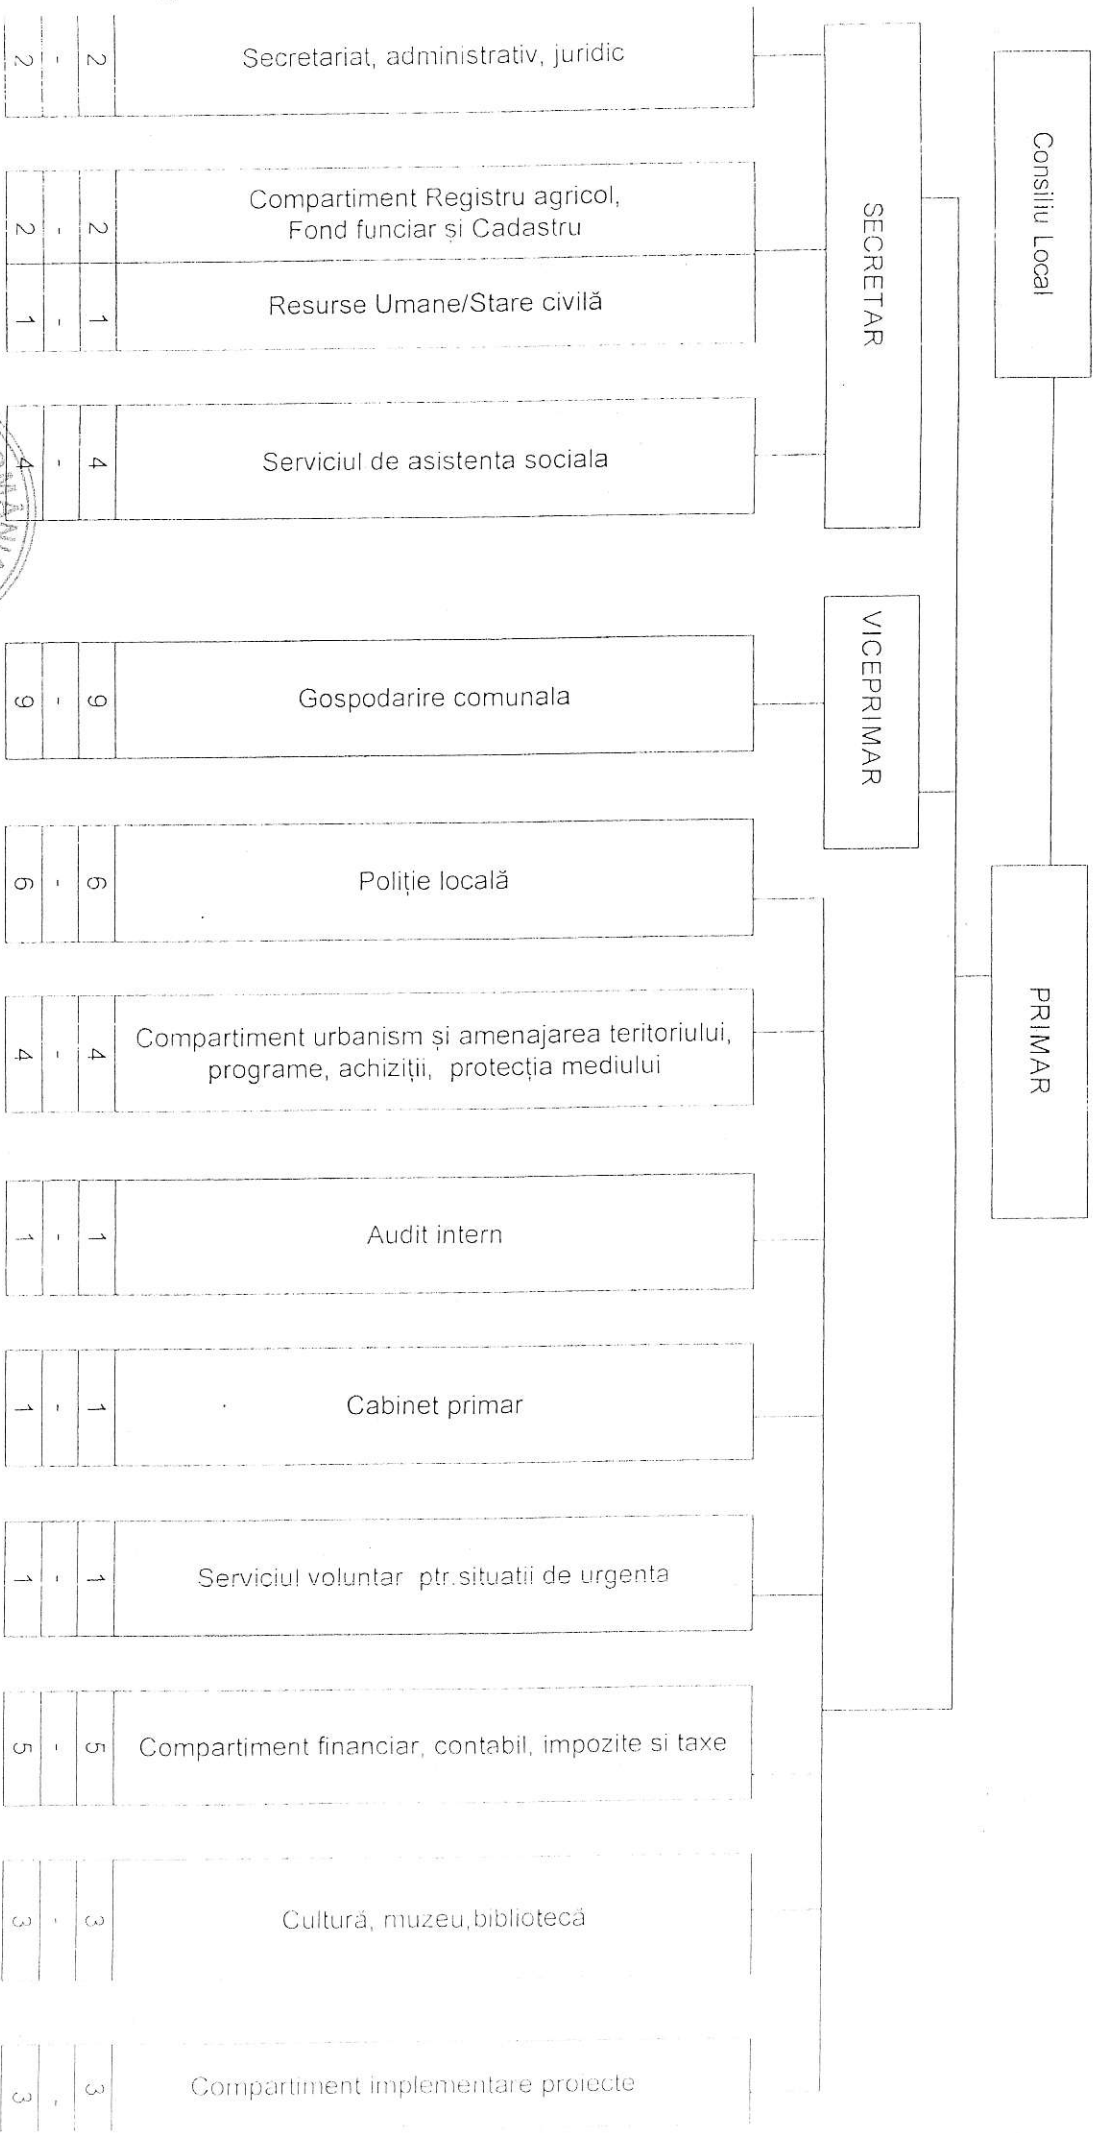 Consiliu Local
PRIMAR
SECRETAR
VICEPRIMAR
Secretariat, administrativ, juridic
2 - 2
Compartiment Registru agricol,
Fond funciar și Cadastru
2 - 2
Resurse Umane/Stare civilă
1 - 1
Serviciul de asistenta sociala
4 - 4
Gospodarire comunala
9 - 9
Poliție locală
6 - 6
Compartiment urbanism și amenajarea teritoriului,
programe, achiziții, protecția mediului
4 - 4
Audit intern
1 - 1
Cabinet primar
1 - 1
Serviciul voluntar ptr.situatii de urgenta
1 - 1
Compartiment financiar, contabil, impozite si taxe
5 - 5
Cultură, muzeu,bibliotecă
3 - 3
Compartiment implementare proiecte
3 - 3